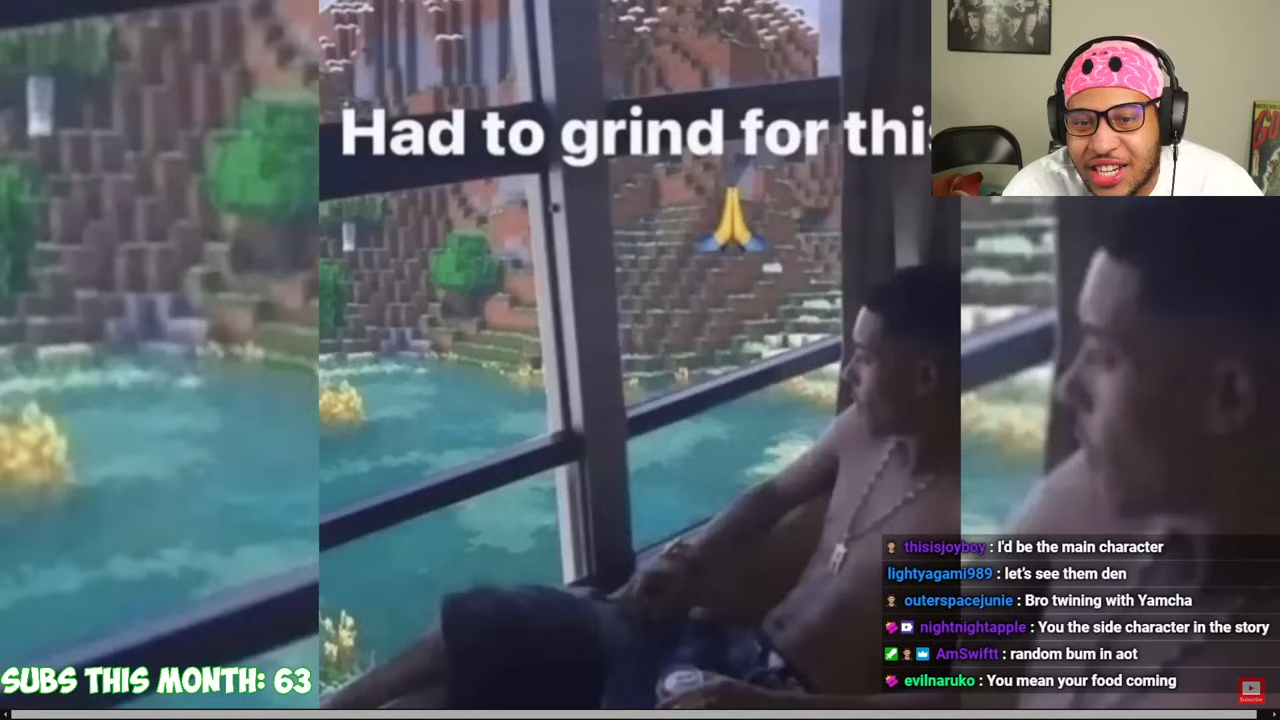 Had to grind for this
thisisjoyboy : I'd be the main character
lightyagami989 : let's see them den
outerspacejunie : Bro twining with Yamcha
nightnightapple : You the side character in the story
AmSwiftt : random bum in aot
evilnaruko : You mean your food coming
SUBS THIS MONTH: 63
Subscribe